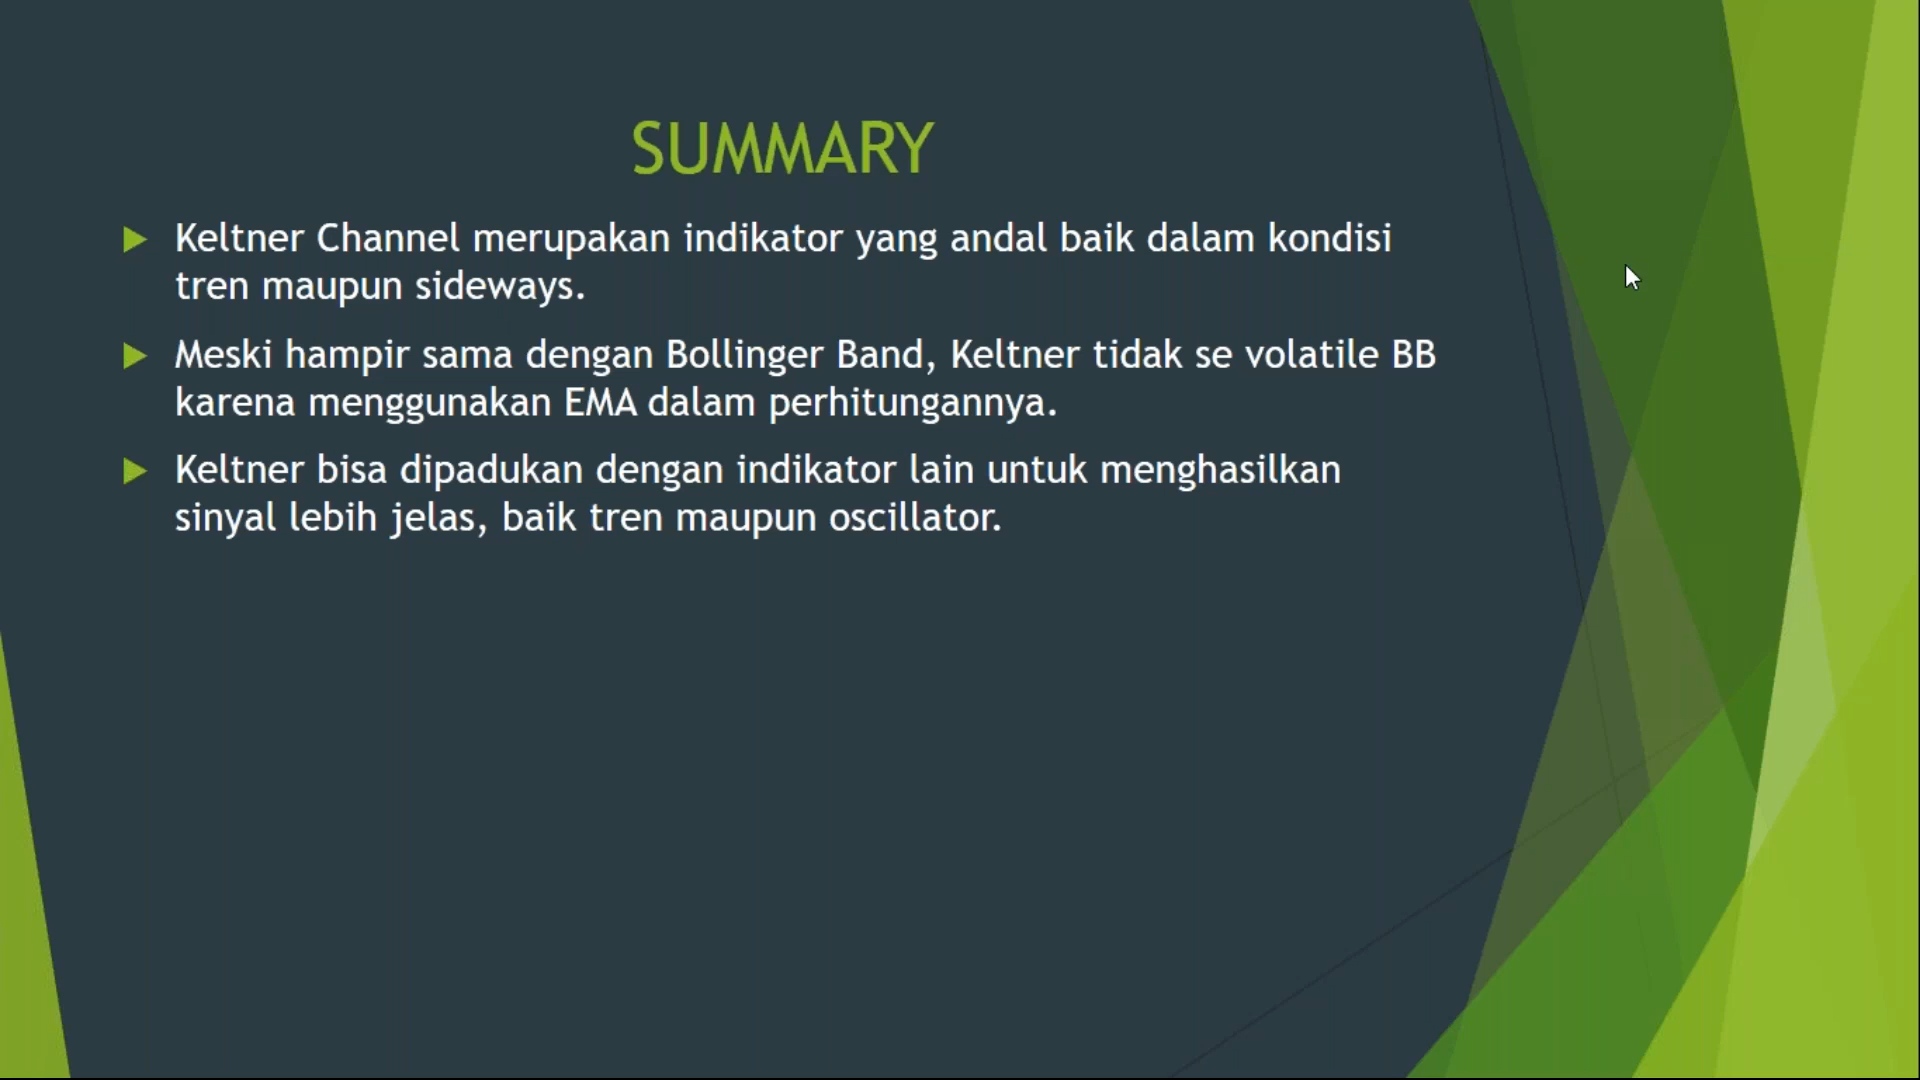 SUMMARY
Keltner Channel merupakan indikator yang andal baik dalam kondisi
tren maupun sideways.
Meski hampir sama dengan Bollinger Band, Keltner tidak se volatile BB
karena menggunakan EMA dalam perhitungannya.
Keltner bisa dipadukan dengan indikator lain untuk menghasilkan
sinyal lebih jelas, baik tren maupun oscillator.